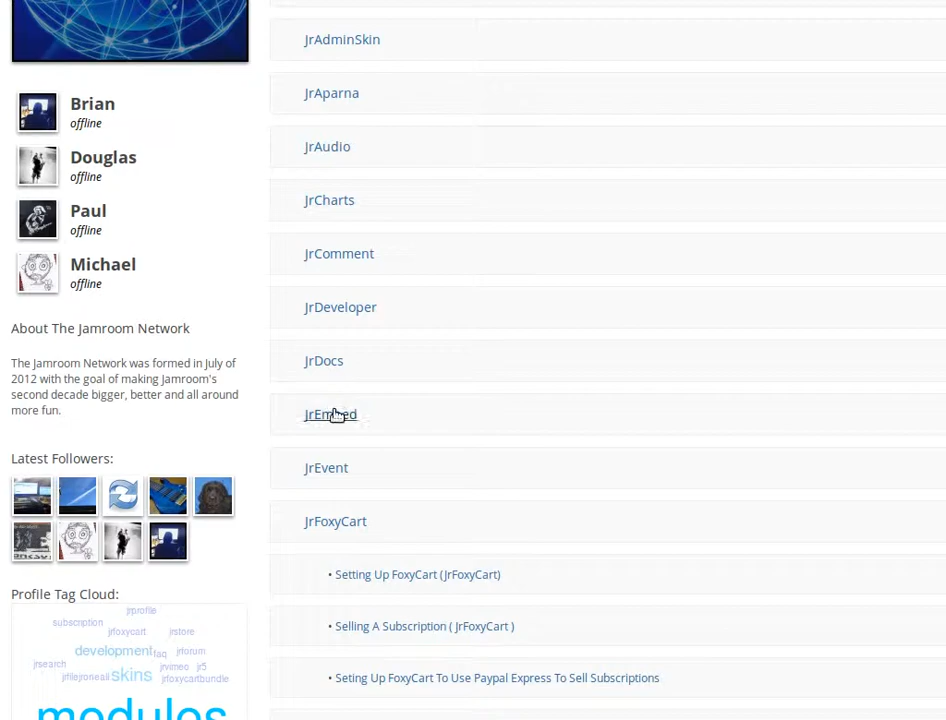 Brian
offline
Douglas
offline
Paul
offline
Michael
offline
About The Jamroom Network
The Jamroom Network was formed in July of
2012 with the goal of making Jamroom's
second decade bigger, better and all around
more fun.
Latest Followers:
Profile Tag Cloud:
jrprofile
subscription
jrfoxycart jrstore
development faq jrforum
jrsearch jrvimeo jr5
skins jrfoxycartbundle
modules
JrAdminSkin
JrAparna
JrAudio
JrCharts
JrComment
JrDeveloper
JrDocs
JrEmbed
JrEvent
JrFoxyCart
• Setting Up FoxyCart (JrFoxyCart)
• Selling A Subscription ( JrFoxyCart )
• Seting Up FoxyCart To Use Paypal Express To Sell Subscriptions